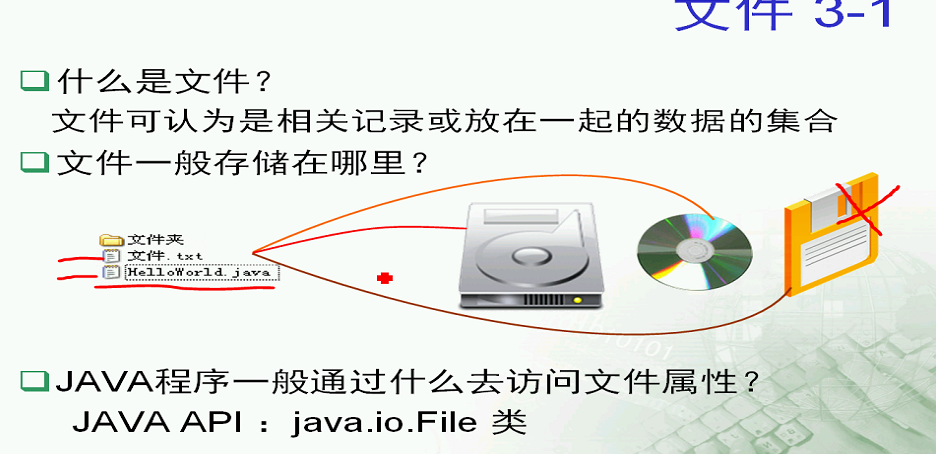 文件 3-1
什么是文件?
文件可认为是相关记录或放在一起的数据的集合
文件一般存储在哪里?
文件夹
文件.txt
HelloWorld.java
JAVA程序一般通过什么去访问文件属性?
JAVA API : java.io.File 类